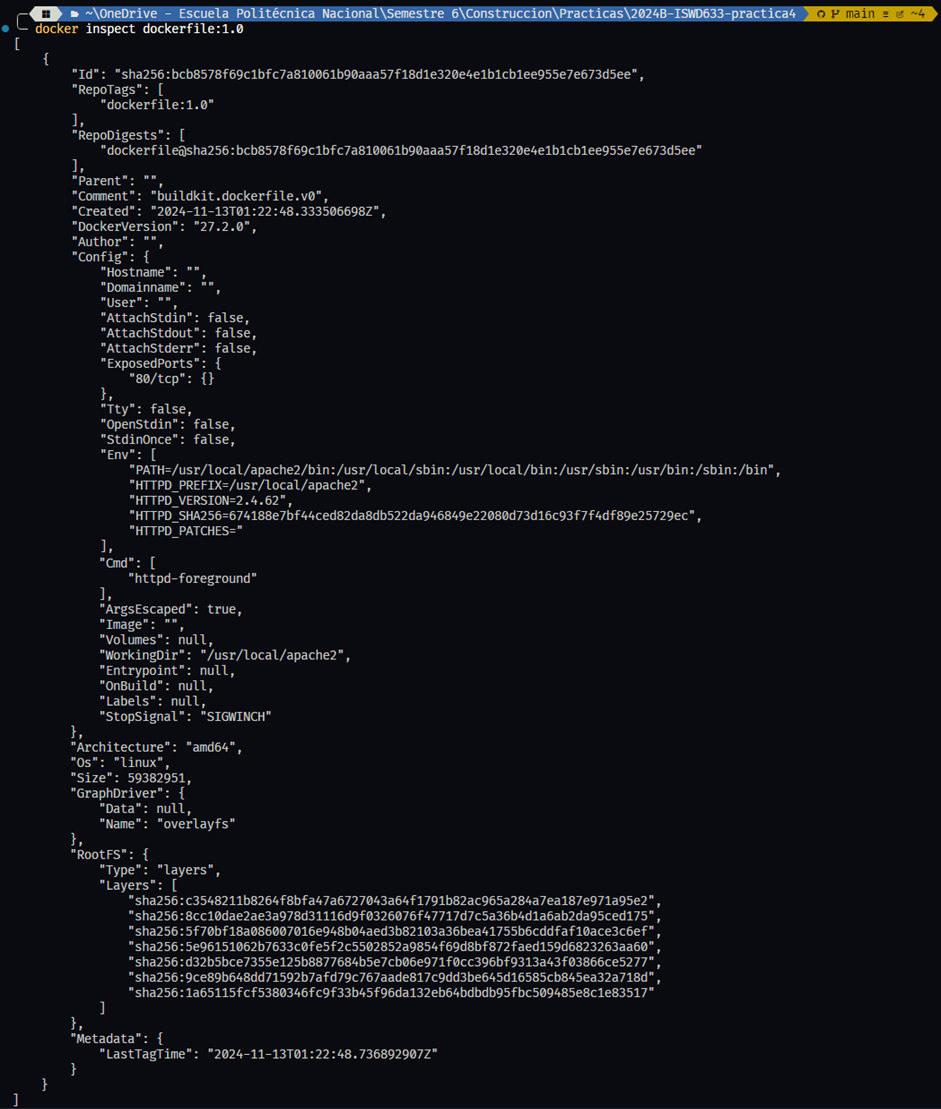 ~\OneDrive - Escuela Politécnica Nacional\Semestre 6\Construccion\Practicas\2024B-ISWD633-practica4 main ≡ ~4
docker inspect dockerfile:1.0
[
    {
        "Id": "sha256:bcb8578f69c1bfc7a810061b90aaa57f18d1e320e4e1b1cb1ee955e7e673d5ee",
        "RepoTags": [
            "dockerfile:1.0"
        ],
        "RepoDigests": [
            "dockerfile@sha256:bcb8578f69c1bfc7a810061b90aaa57f18d1e320e4e1b1cb1ee955e7e673d5ee"
        ],
        "Parent": "",
        "Comment": "buildkit.dockerfile.v0",
        "Created": "2024-11-13T01:22:48.333506698Z",
        "DockerVersion": "27.2.0",
        "Author": "",
        "Config": {
            "Hostname": "",
            "Domainname": "",
            "User": "",
            "AttachStdin": false,
            "AttachStdout": false,
            "AttachStderr": false,
            "ExposedPorts": {
                "80/tcp": {}
            },
            "Tty": false,
            "OpenStdin": false,
            "StdinOnce": false,
            "Env": [
                "PATH=/usr/local/apache2/bin:/usr/local/sbin:/usr/local/bin:/usr/sbin:/usr/bin:/sbin:/bin",
                "HTTPD_PREFIX=/usr/local/apache2",
                "HTTPD_VERSION=2.4.62",
                "HTTPD_SHA256=674188e7bf44ced82da8db522da946849e22080d73d16c93f7f4df89e25729ec",
                "HTTPD_PATCHES="
            ],
            "Cmd": [
                "httpd-foreground"
            ],
            "ArgsEscaped": true,
            "Image": "",
            "Volumes": null,
            "WorkingDir": "/usr/local/apache2",
            "Entrypoint": null,
            "OnBuild": null,
            "Labels": null,
            "StopSignal": "SIGWINCH"
        },
        "Architecture": "amd64",
        "Os": "linux",
        "Size": 59382951,
        "GraphDriver": {
            "Data": null,
            "Name": "overlayfs"
        },
        "RootFS": {
            "Type": "layers",
            "Layers": [
                "sha256:c3548211b8264f8bfa47a6727043a64f1791b82ac965a284a7ea187e971a95e2",
                "sha256:8cc10dae2ae3a978d31116d9f0326076f47717d7c5a36b4d1a6ab2da95ced175",
                "sha256:5f70bf18a086007016e948b04aed3b82103a36bea41755b6cddfaf10ace3c6ef",
                "sha256:5e96151062b7633c0fe5f2c5502852a9854f69d8bf872faed159d6823263aa60",
                "sha256:d32b5bce7355e125b8877684b5e7cb06e971f0cc396bf9313a43f03866ce5277",
                "sha256:9ce89b648dd71592b7afd79c767aade817c9dd3be645d16585cb845ea32a718d",
                "sha256:1a65115fcf5380346fc9f33b45f96da132eb64bdbdb95fbc509485e8c1e83517"
            ]
        },
        "Metadata": {
            "LastTagTime": "2024-11-13T01:22:48.736892907Z"
        }
    }
]